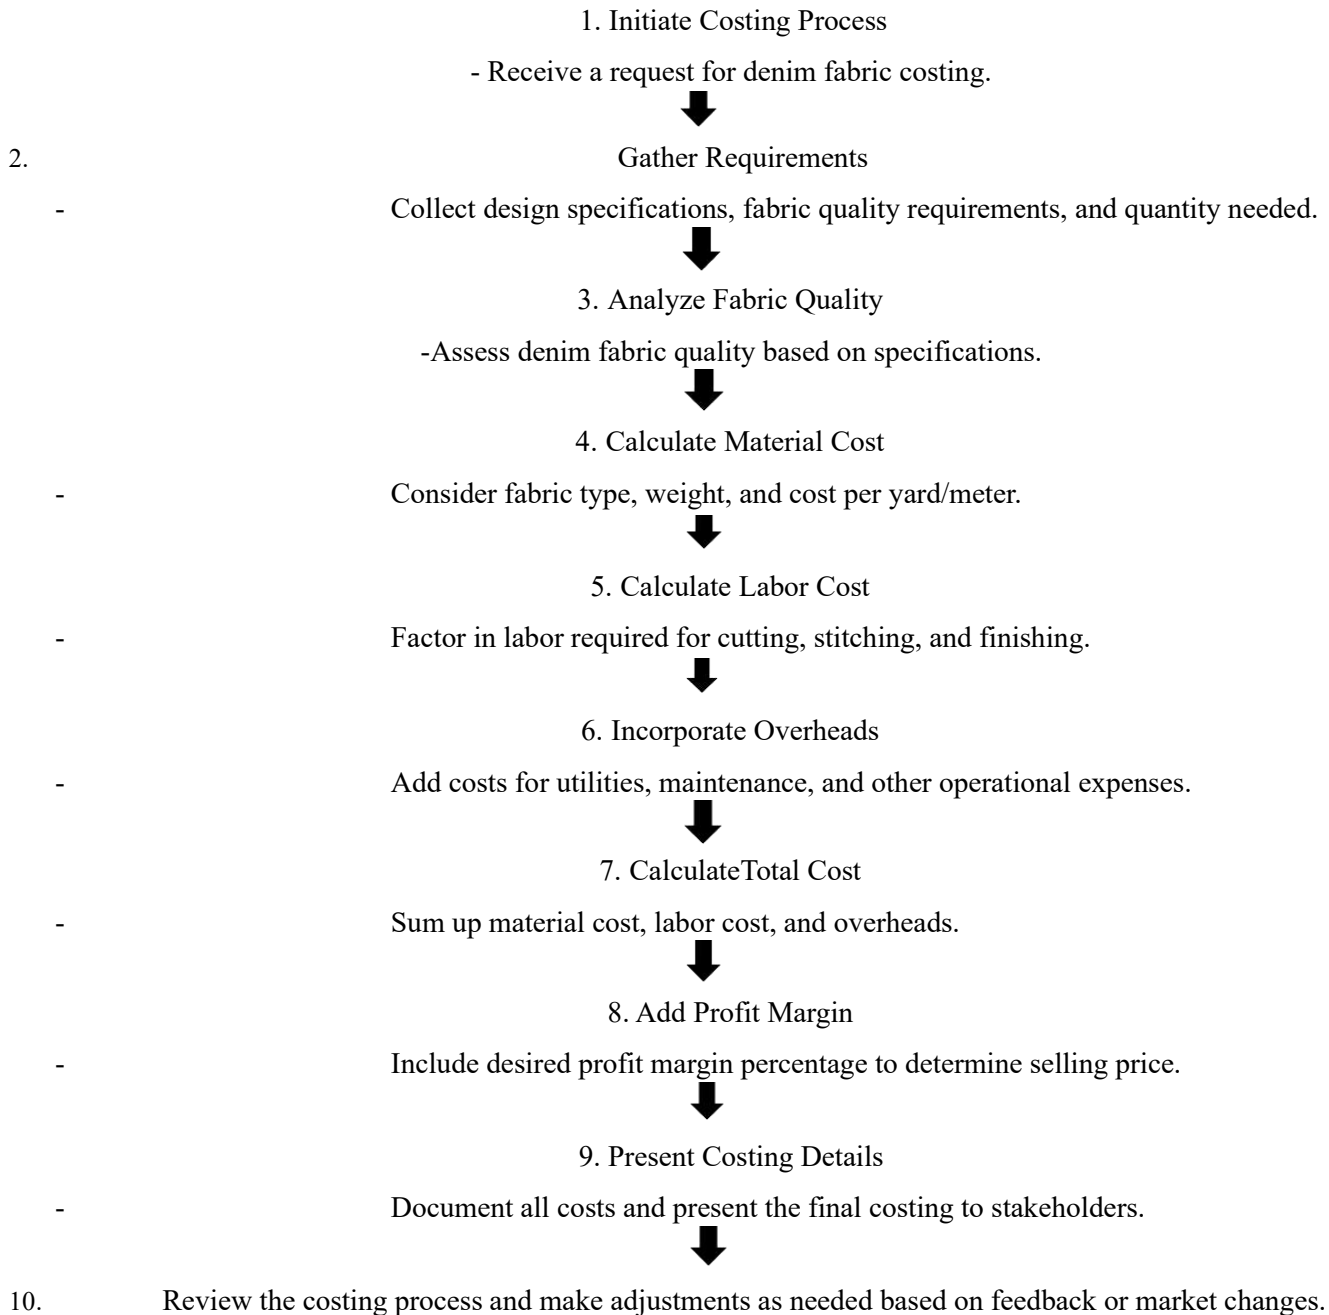 1. Initiate Costing Process
- Receive a request for denim fabric costing.
2. Gather Requirements
- Collect design specifications, fabric quality requirements, and quantity needed.
3. Analyze Fabric Quality
-Assess denim fabric quality based on specifications.
4. Calculate Material Cost
- Consider fabric type, weight, and cost per yard/meter.
5. Calculate Labor Cost
- Factor in labor required for cutting, stitching, and finishing.
6. Incorporate Overheads
- Add costs for utilities, maintenance, and other operational expenses.
7. CalculateTotal Cost
- Sum up material cost, labor cost, and overheads.
8. Add Profit Margin
- Include desired profit margin percentage to determine selling price.
9. Present Costing Details
- Document all costs and present the final costing to stakeholders.
10. Review the costing process and make adjustments as needed based on feedback or market changes.